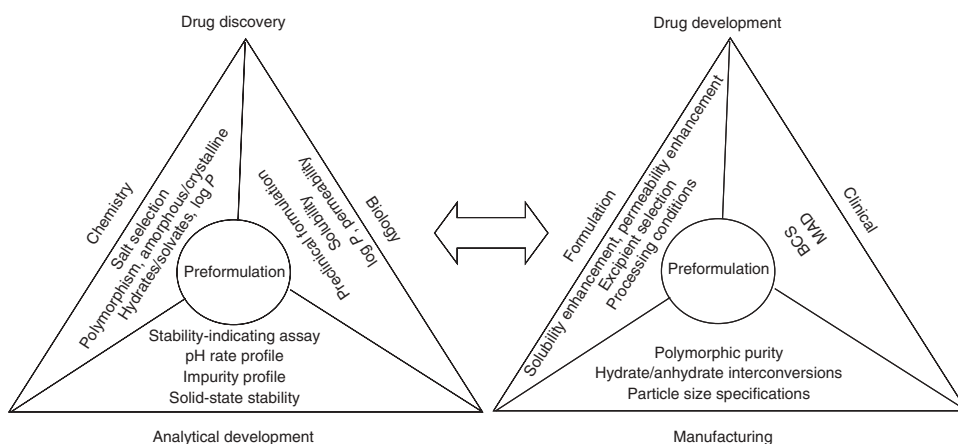 Drug discovery
Chemistry
Salt selection
Polymorphism, amorphous/crystalline
Hydrates/solvates, log P
Biology
log P, permeability
Solubility
Preclinical formulation
Preformulation
Stability-indicating assay
pH rate profile
Impurity profile
Solid-state stability
Analytical development
Drug development
Formulation
Solubility enhancement, permeability enhancement
Excipient selection
Processing conditions
Clinical
MAD
BCS
Preformulation
Polymorphic purity
Hydrate/anhydrate interconversions
Particle size specifications
Manufacturing